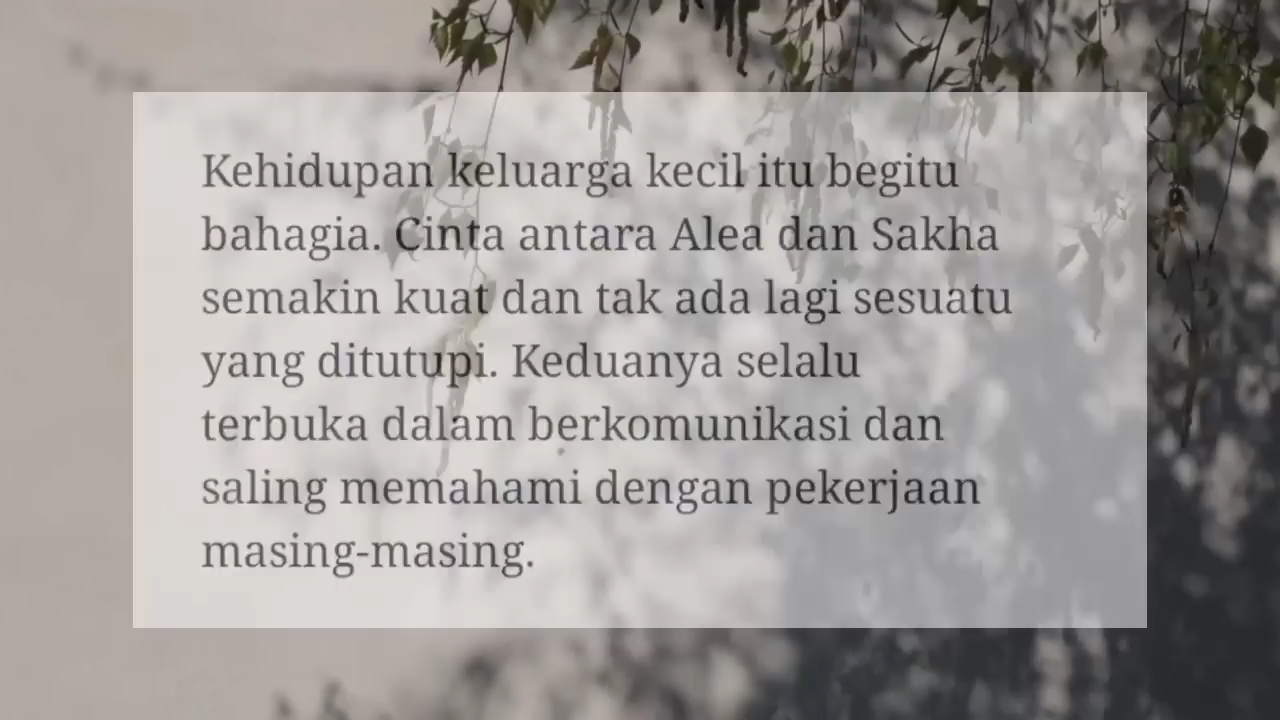 Kehidupan keluarga kecil itu begitu
bahagia. Cinta antara Alea dan Sakha
semakin kuat dan tak ada lagi sesuatu
yang ditutupi. Keduanya selalu
terbuka dalam berkomunikasi dan
saling memahami dengan pekerjaan
masing-masing.